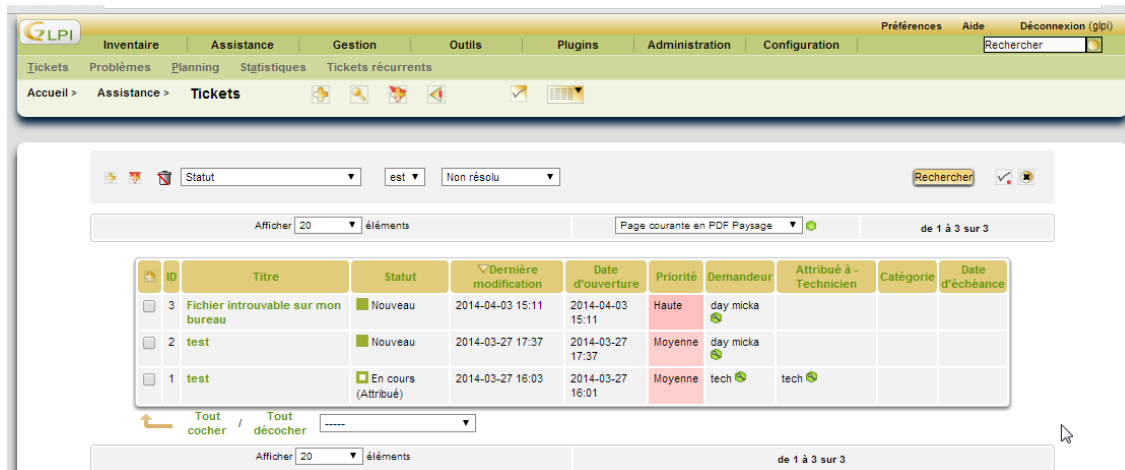 GLPI
Préférences Aide Déconnexion (glpi)
Inventaire Assistance Gestion Outils Plugins Administration Configuration Rechercher
Tickets Problèmes Planning Statistiques Tickets récurrents
Accueil > Assistance > Tickets
Statut est Non résolu Rechercher
Afficher 20 éléments Page courante en PDF Paysage de 1 à 3 sur 3
ID Titre Statut Dernière modification Date d'ouverture Priorité Demandeur Attribué à - Technicien Catégorie Date d'échéance
3 Fichier introuvable sur mon bureau Nouveau 2014-04-03 15:11 2014-04-03 15:11 Haute day micka
2 test Nouveau 2014-03-27 17:37 2014-03-27 17:37 Moyenne day micka
1 test En cours (Attribué) 2014-03-27 16:03 2014-03-27 16:01 Moyenne tech tech
Tout cocher / Tout décocher -----
Afficher 20 éléments de 1 à 3 sur 3